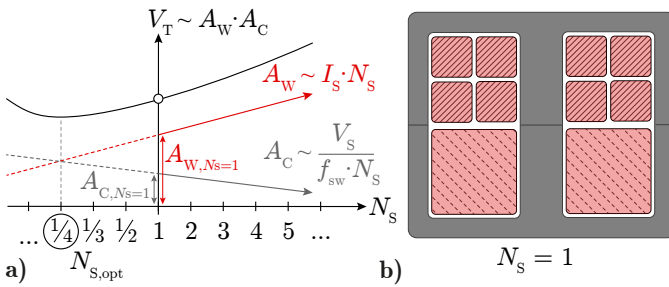 V_T ~ A_W·A_C
A_W ~ I_S·N_S
A_C ~ V_S / f_sw·N_S
A_W,Ns=1
A_C,Ns=1
N_S
... ¼ ⅓ ½ 1 2 3 4 5 ...
N_S,opt
a)
b)
N_S = 1